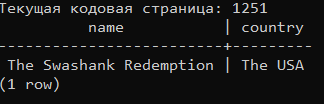 Текущая кодовая страница: 1251
name | country
-------------------------+---------
The Swashank Redemption | The USA
(1 row)